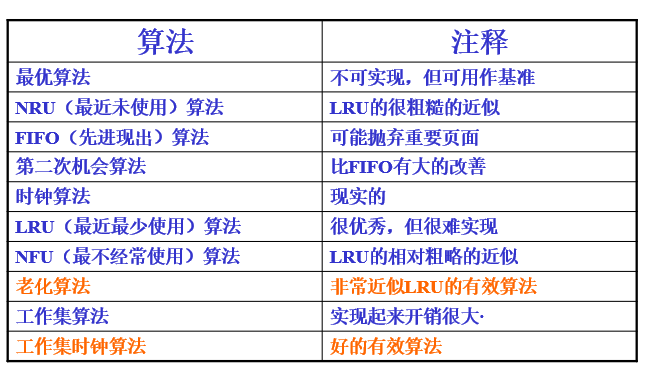 算法 注释
最优算法 不可实现，但可用作基准
NRU（最近未使用）算法 LRU的很粗糙的近似
FIFO（先进现出）算法 可能抛弃重要页面
第二次机会算法 比FIFO有大的改善
时钟算法 现实的
LRU（最近最少使用）算法 很优秀，但很难实现
NFU（最不经常使用）算法 LRU的相对粗略的近似
老化算法 非常近似LRU的有效算法
工作集算法 实现起来开销很大·
工作集时钟算法 好的有效算法